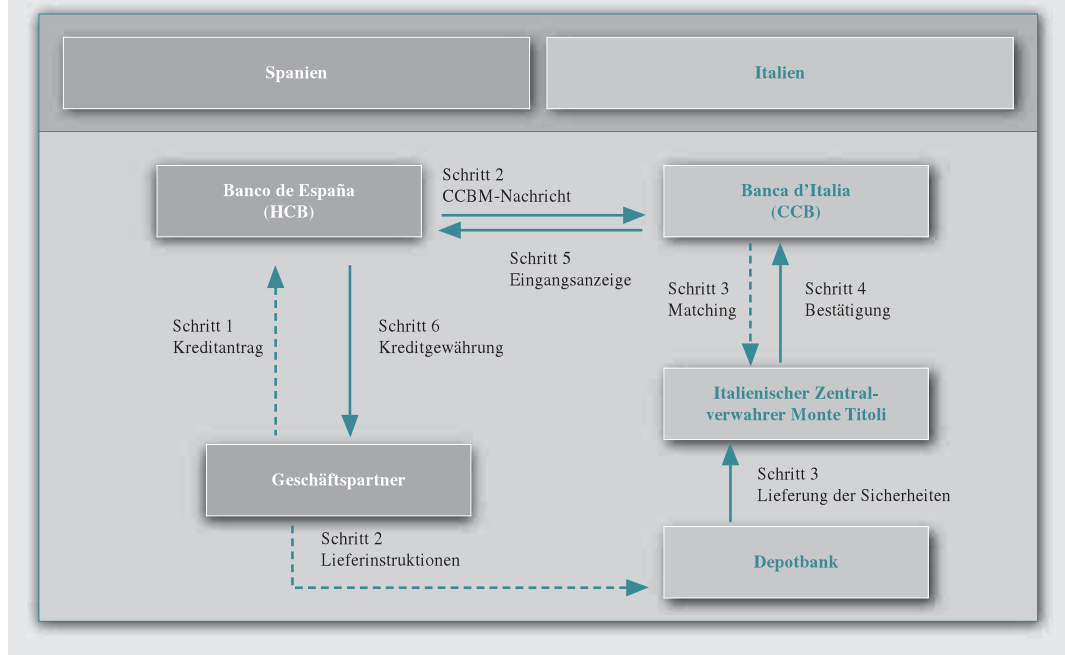 Spanien
Italien
Banco de España
(HCB)
Schritt 2
CCBM-Nachricht
Banca d'Italia
(CCB)
Schritt 5
Eingangsanzeige
Schritt 3
Matching
Schritt 4
Bestätigung
Schritt 1
Kreditantrag
Schritt 6
Kreditgewährung
Italienischer Zentral-
verwahrer Monte Titoli
Geschäftspartner
Schritt 3
Lieferung der Sicherheiten
Schritt 2
Lieferinstruktionen
Depotbank